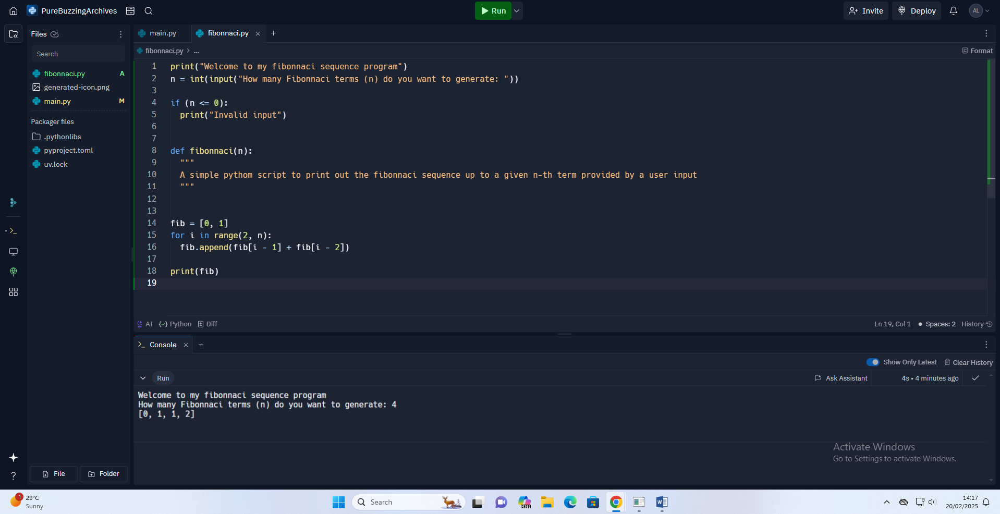 PureBuzzingArchives
Run
Invite
Deploy
AL
Files
main.py
fibonnaci.py
Search
fibonnaci.py > ...
Format
fibonnaci.py A
generated-icon.png
main.py M
Packager files
.pythonlibs
pyproject.toml
uv.lock
1 print("Welcome to my fibonnaci sequence program")
2 n = int(input("How many Fibonnaci terms (n) do you want to generate: "))
3
4 if (n <= 0):
5 print("Invalid input")
6
7
8 def fibonnaci(n):
9 """
10 A simple pythom script to print out the fibonnaci sequence up to a given n-th term provided by a user input
11 """
12
13
14 fib = [0, 1]
15 for i in range(2, n):
16 fib.append(fib[i - 1] + fib[i - 2])
17
18 print(fib)
19
AI {} Python Diff
Ln 19, Col 1 • Spaces: 2 History
Console
Show Only Latest Clear History
Run
Ask Assistant
4s • 4 minutes ago
Welcome to my fibonnaci sequence program
How many Fibonnaci terms (n) do you want to generate: 4
[0, 1, 1, 2]
Activate Windows
Go to Settings to activate Windows.
File
Folder
?
1
29°C
Sunny
Search
M365
W
14:17
20/02/2025